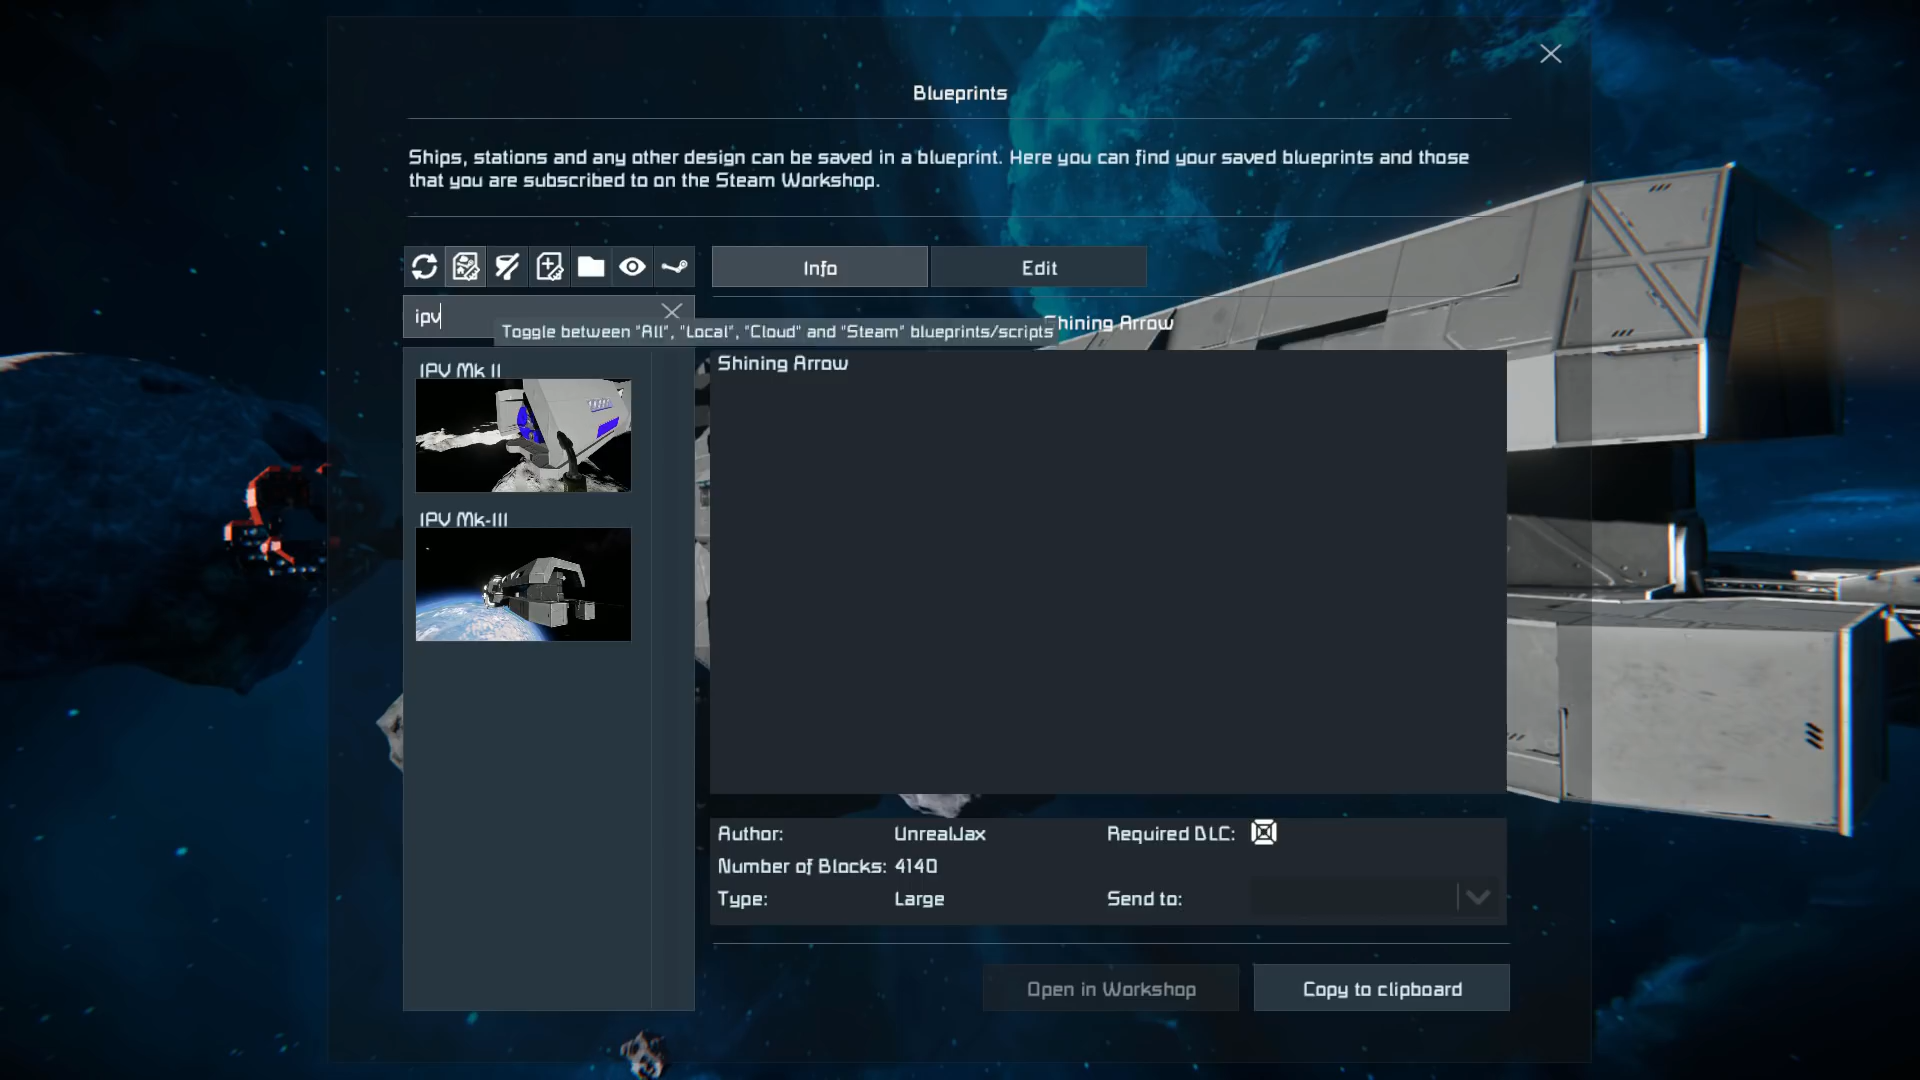 Blueprints
Ships, stations and any other design can be saved in a blueprint. Here you can find your saved blueprints and those
that you are subscribed to on the Steam Workshop.
Info
Edit
ipv
Toggle between "All", "Local", "Cloud" and "Steam" blueprints/scripts
Shining Arrow
IPV Mk II
IPV Mk-III
Shining Arrow
Author: UnrealJax
Required DLC:
Number of Blocks: 4140
Type: Large
Send to:
Open in Workshop
Copy to clipboard